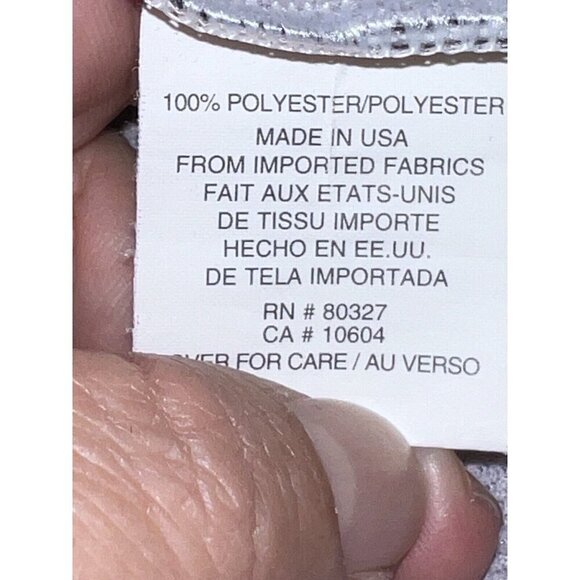 100% POLYESTER/POLYESTER
MADE IN USA
FROM IMPORTED FABRICS
FAIT AUX ETATS-UNIS
DE TISSU IMPORTE
HECHO EN EE.UU.
DE TELA IMPORTADA
RN # 80327
CA # 10604
OVER FOR CARE / AU VERSO